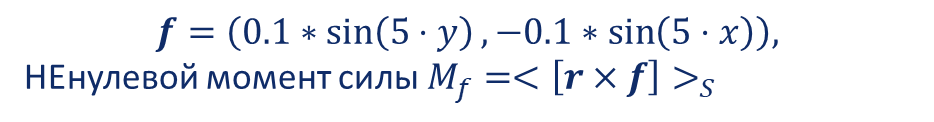 f = (0.1 * sin(5 · y) , −0.1 * sin(5 · x)),
НЕнулевой момент силы M_f =< [r × f] >_S